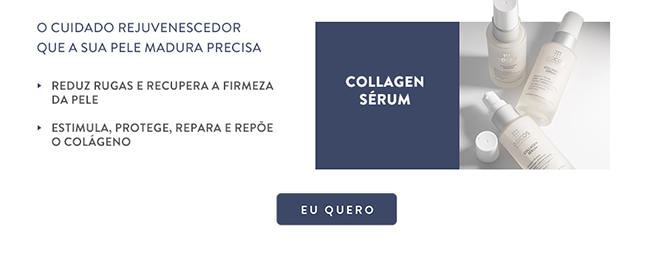 O CUIDADO REJUVENESCEDOR
QUE A SUA PELE MADURA PRECISA
REDUZ RUGAS E RECUPERA A FIRMEZA
DA PELE
ESTIMULA, PROTEGE, REPARA E REPÕE
O COLÁGENO
COLLAGEN
SÉRUM
EU QUERO